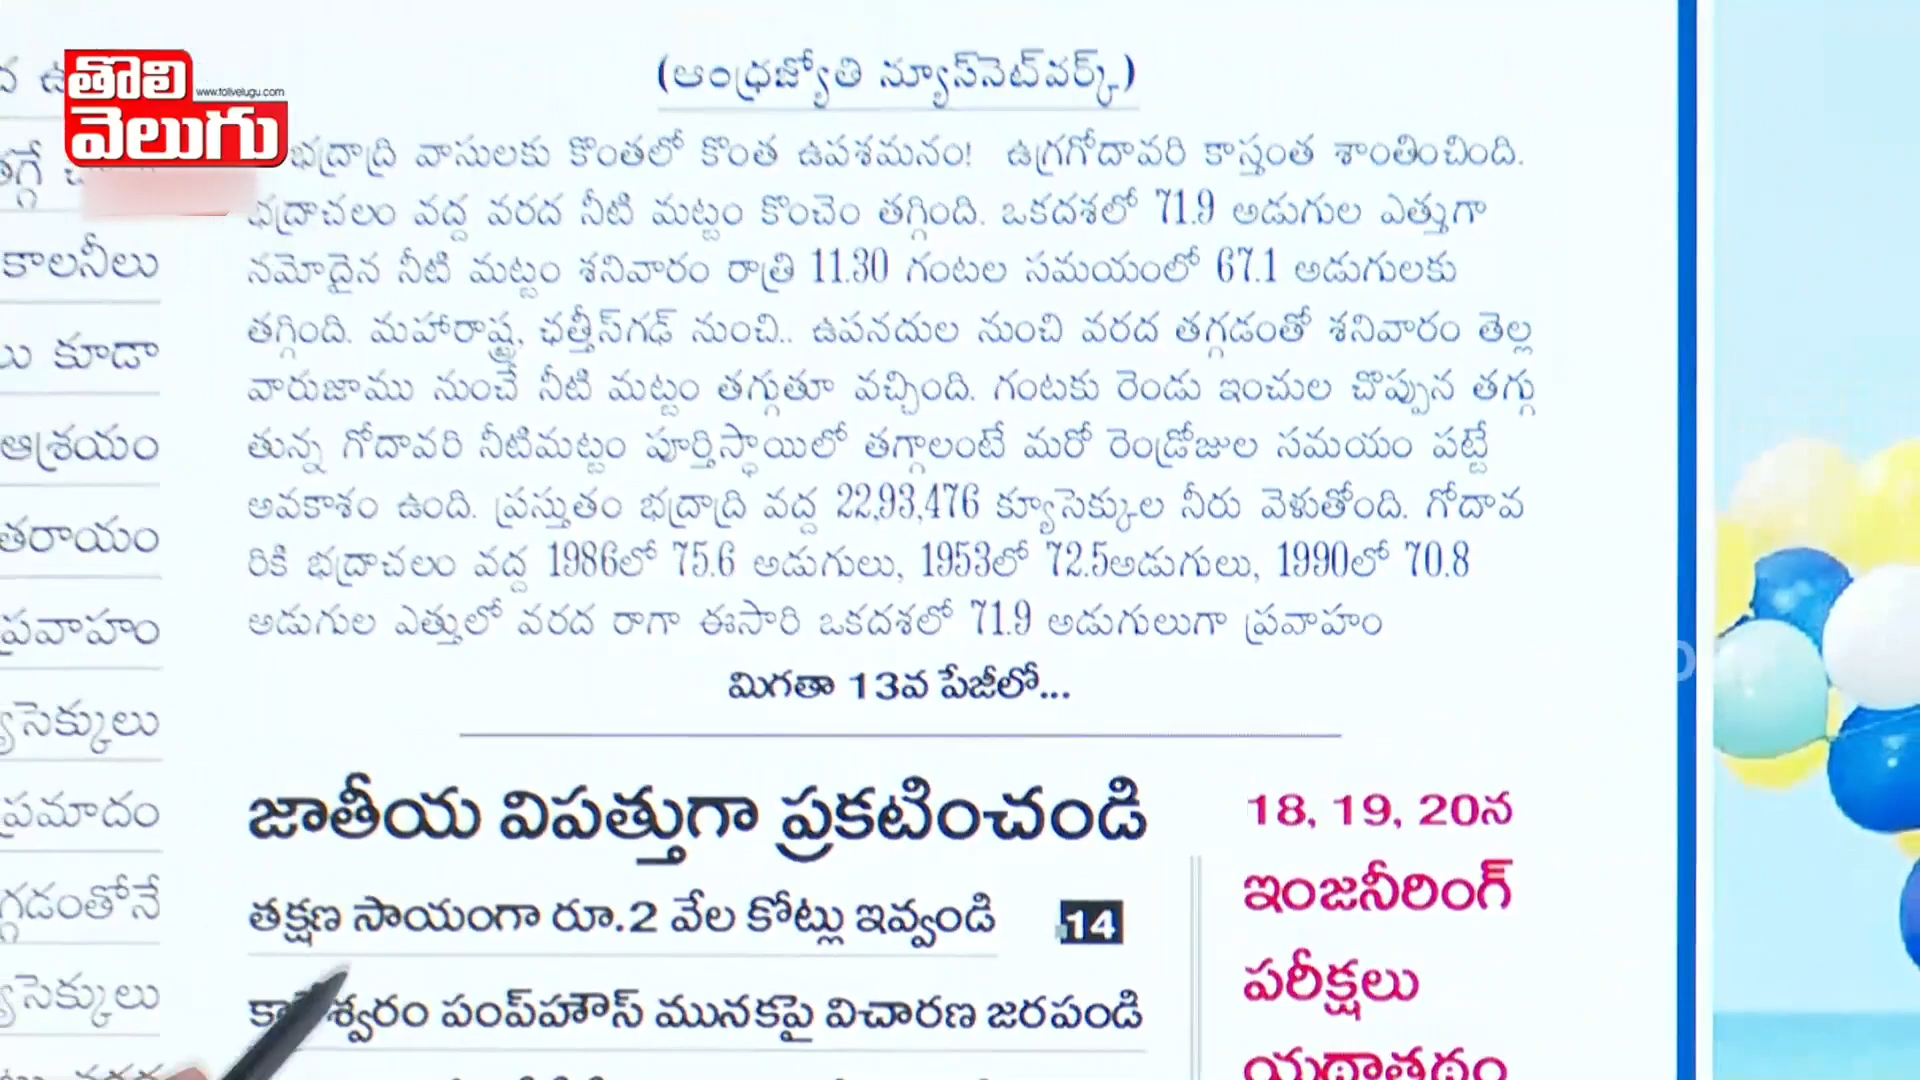 తొలి
వెలుగు
www.tolivelugu.com
(ఆంధ్రజ్యోతి న్యూస్‌నెట్‌వర్క్)
భద్రాద్రి వాసులకు కొంతలో కొంత ఉపశమనం! ఉగ్రగోదావరి కాస్తంత శాంతించింది.
భద్రాచలం వద్ద వరద నీటి మట్టం కొంచెం తగ్గింది. ఒకదశలో 71.9 అడుగుల ఎత్తుగా
నమోదైన నీటి మట్టం శనివారం రాత్రి 11.30 గంటల సమయంలో 67.1 అడుగులకు
తగ్గింది. మహారాష్ట్ర, ఛత్తీస్‌గఢ్ నుంచి.. ఉపనదుల నుంచి వరద తగ్గడంతో శనివారం తెల్ల
వారుజాము నుంచే నీటి మట్టం తగ్గుతూ వచ్చింది. గంటకు రెండు ఇంచుల చొప్పున తగ్గు
తున్న గోదావరి నీటిమట్టం పూర్తిస్థాయిలో తగ్గాలంటే మరో రెండ్రోజుల సమయం పట్టే
అవకాశం ఉంది. ప్రస్తుతం భద్రాద్రి వద్ద 22,93,476 క్యూసెక్కుల నీరు వెళుతోంది. గోదావ
రికి భద్రాచలం వద్ద 1986లో 75.6 అడుగులు, 1953లో 72.5అడుగులు, 1990లో 70.8
అడుగుల ఎత్తులో వరద రాగా ఈసారి ఒకదశలో 71.9 అడుగులుగా ప్రవాహం
మిగతా 13వ పేజీలో...
కాలనీలు
కూడా
ఆశ్రయం
తరాయం
ప్రవాహం
సెక్కులు
ప్రమాదం
గ్గడంతోనే
సెక్కులు
జాతీయ విపత్తుగా ప్రకటించండి
తక్షణ సాయంగా రూ.2 వేల కోట్లు ఇవ్వండి 14
పంప్‌హౌస్ మునకపై విచారణ జరపండి
18, 19, 20న
ఇంజనీరింగ్
పరీక్షలు
యథాతథం